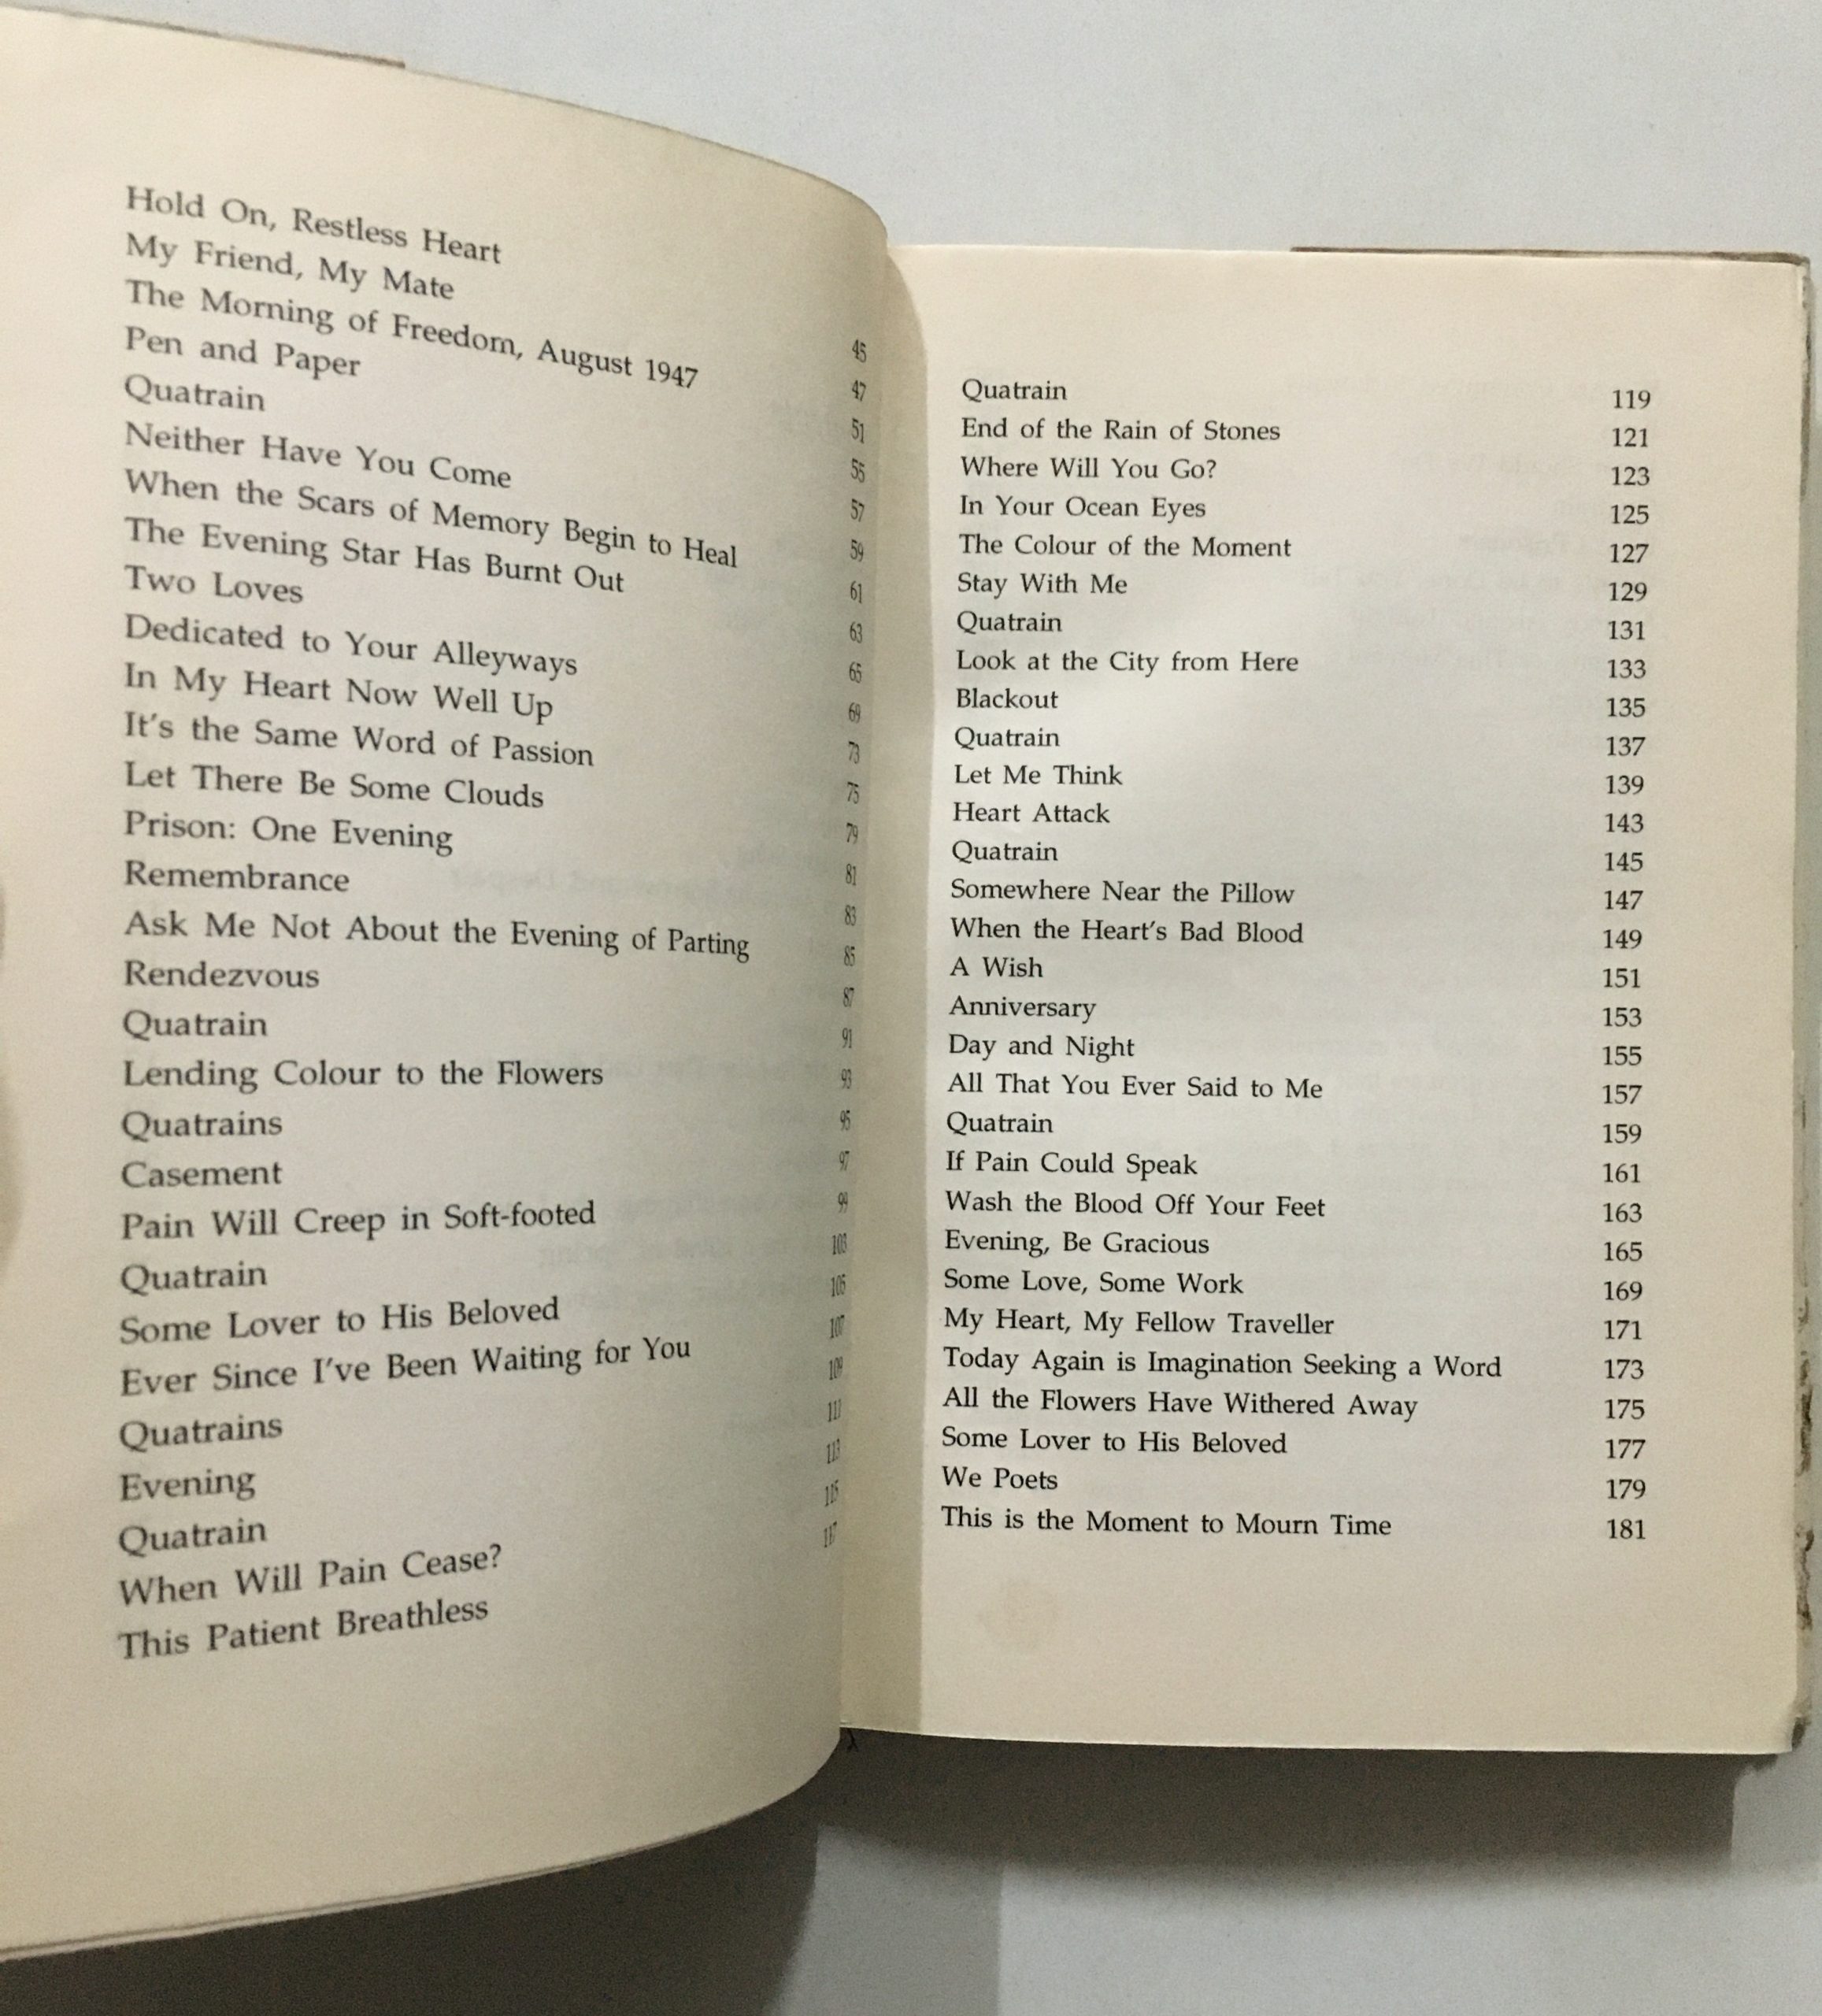 Hold On, Restless Heart 45
My Friend, My Mate 47
The Morning of Freedom, August 1947 51
Pen and Paper 55
Quatrain 57
Neither Have You Come 59
When the Scars of Memory Begin to Heal 61
The Evening Star Has Burnt Out 63
Two Loves 65
Dedicated to Your Alleyways 69
In My Heart Now Well Up 73
It's the Same Word of Passion 75
Let There Be Some Clouds 79
Prison: One Evening 81
Remembrance 83
Ask Me Not About the Evening of Parting 85
Rendezvous 87
Quatrain 91
Lending Colour to the Flowers 93
Quatrains 95
Casement 97
Pain Will Creep in Soft-footed 99
Quatrain 103
Some Lover to His Beloved 105
Ever Since I've Been Waiting for You 107
Quatrains 109
Evening 111
Quatrain 113
When Will Pain Cease? 115
This Patient Breathless 117
Quatrain 119
End of the Rain of Stones 121
Where Will You Go? 123
In Your Ocean Eyes 125
The Colour of the Moment 127
Stay With Me 129
Quatrain 131
Look at the City from Here 133
Blackout 135
Quatrain 137
Let Me Think 139
Heart Attack 143
Quatrain 145
Somewhere Near the Pillow 147
When the Heart's Bad Blood 149
A Wish 151
Anniversary 153
Day and Night 155
All That You Ever Said to Me 157
Quatrain 159
If Pain Could Speak 161
Wash the Blood Off Your Feet 163
Evening, Be Gracious 165
Some Love, Some Work 169
My Heart, My Fellow Traveller 171
Today Again is Imagination Seeking a Word 173
All the Flowers Have Withered Away 175
Some Lover to His Beloved 177
We Poets 179
This is the Moment to Mourn Time 181